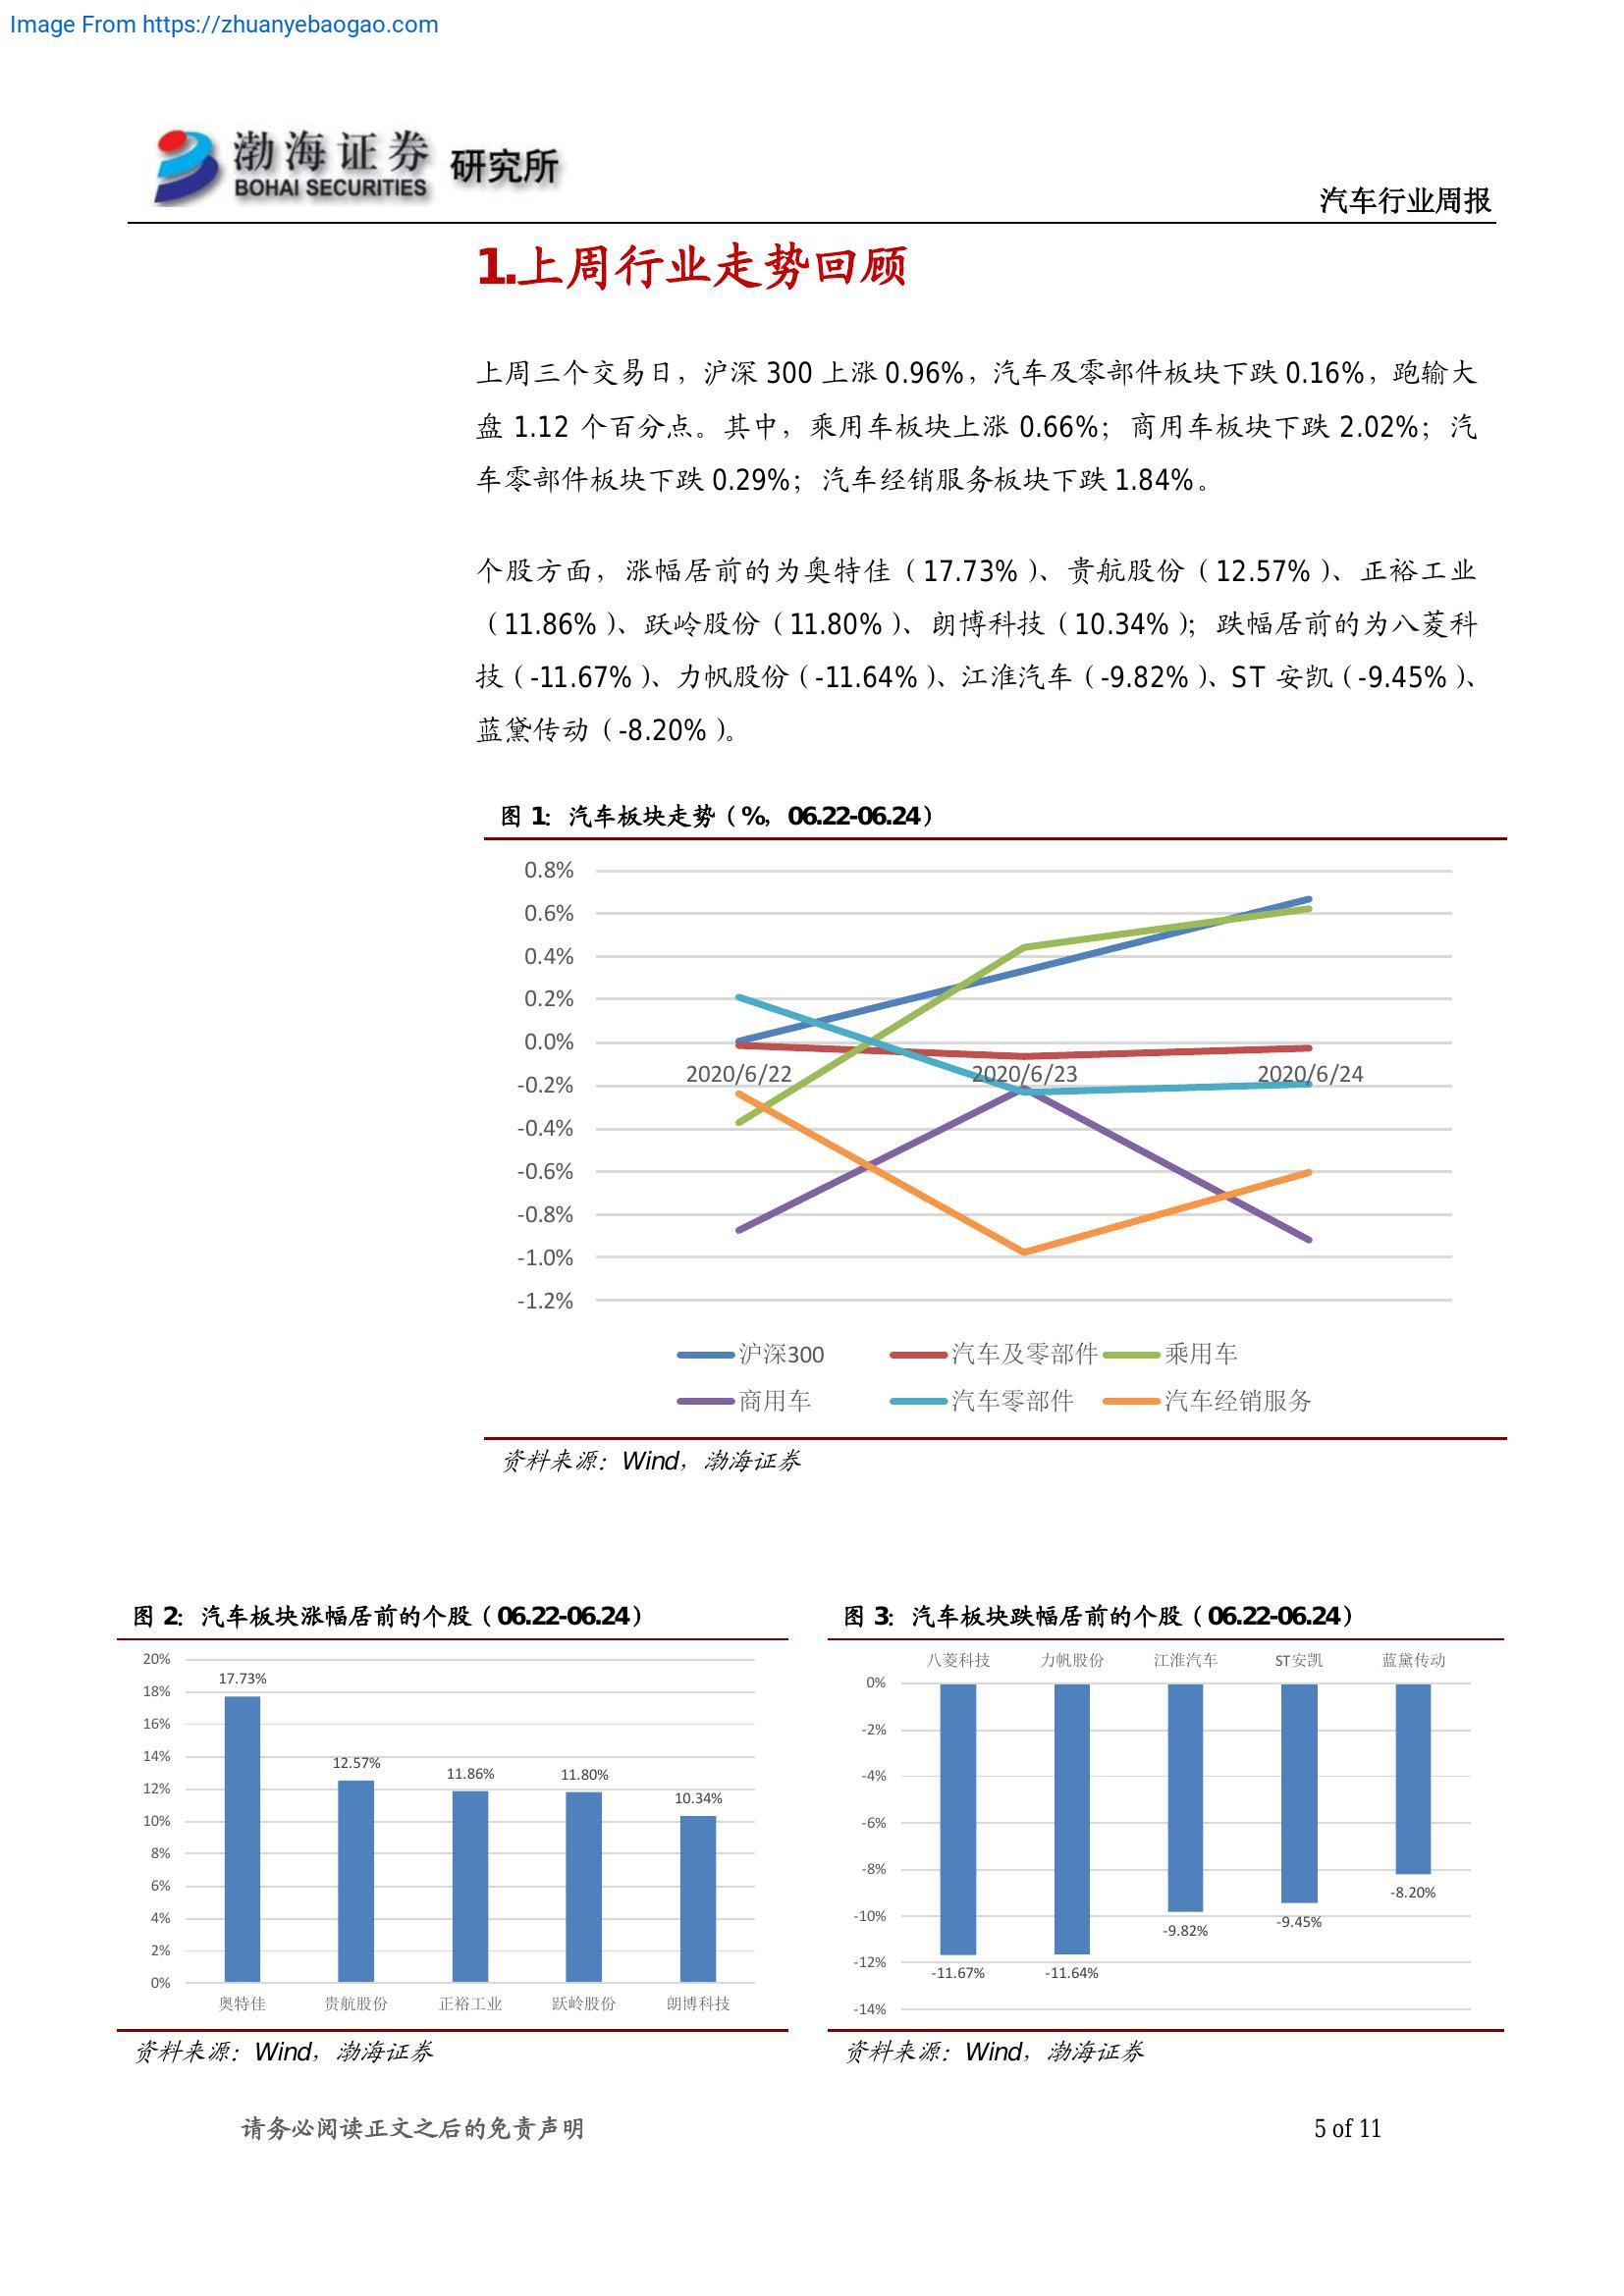 Image From https://zhuanyebaogao.com
渤海证券 研究所
BOHAI SECURITIES
汽车行业周报
1.上周行业走势回顾
上周三个交易日，沪深 300 上涨 0.96%，汽车及零部件板块下跌 0.16%，跑输大
盘 1.12 个百分点。其中，乘用车板块上涨 0.66%；商用车板块下跌 2.02%；汽
车零部件板块下跌 0.29%；汽车经销服务板块下跌 1.84%。
个股方面，涨幅居前的为奥特佳（17.73%）、贵航股份（12.57%）、正裕工业
（11.86%）、跃岭股份（11.80%）、朗博科技（10.34%）；跌幅居前的为八菱科
技（-11.67%）、力帆股份（-11.64%）、江淮汽车（-9.82%）、ST 安凯（-9.45%）、
蓝黛传动（-8.20%）。
图 1：汽车板块走势（%，06.22-06.24）
0.8%
0.6%
0.4%
0.2%
0.0%
-0.2%
-0.4%
-0.6%
-0.8%
-1.0%
-1.2%
2020/6/22 2020/6/23 2020/6/24
沪深300 汽车及零部件 乘用车
商用车 汽车零部件 汽车经销服务
资料来源：Wind，渤海证券
图 2：汽车板块涨幅居前的个股（06.22-06.24）
20%
18%
16%
14%
12%
10%
8%
6%
4%
2%
0%
17.73%
12.57%
11.86%
11.80%
10.34%
奥特佳 贵航股份 正裕工业 跃岭股份 朗博科技
资料来源：Wind，渤海证券
图 3：汽车板块跌幅居前的个股（06.22-06.24）
八菱科技 力帆股份 江淮汽车 ST安凯 蓝黛传动
0%
-2%
-4%
-6%
-8%
-10%
-12%
-14%
-11.67%
-11.64%
-9.82%
-9.45%
-8.20%
资料来源：Wind，渤海证券
请务必阅读正文之后的免责声明
5 of 11